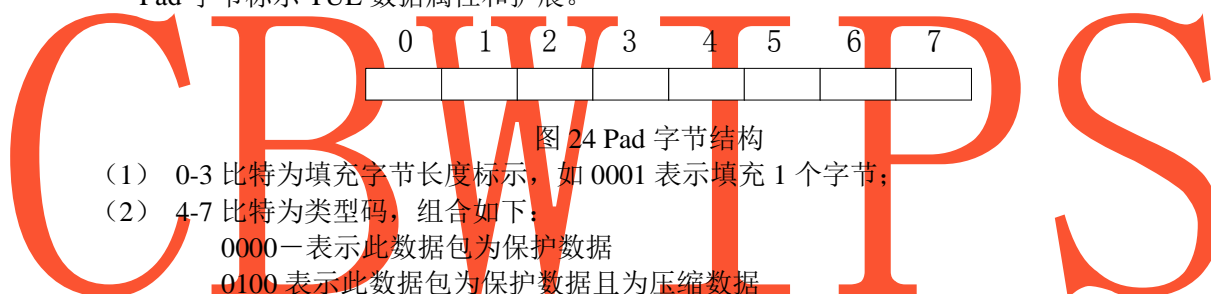 Pad 字节标示 TUE 数据属性和扩展。
0 1 2 3 4 5 6 7
图 24 Pad 字节结构
（1） 0-3 比特为填充字节长度标示，如 0001 表示填充 1 个字节；
（2） 4-7 比特为类型码，组合如下：
0000－表示此数据包为保护数据
0100 表示此数据包为保护数据且为压缩数据
CBWIPS